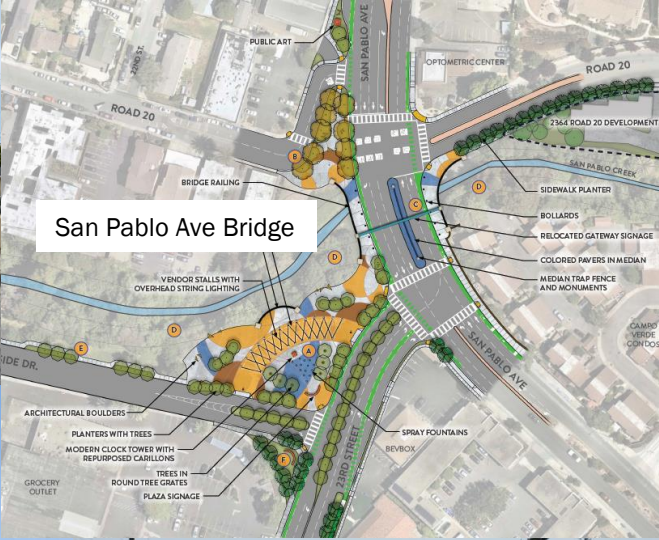 PUBLIC ART
SAN PABLO AVE
22ND ST.
OPTOMETRIC CENTER
ROAD 20
ROAD 20
2364 ROAD 20 DEVELOPMENT
B
SAN PABLO CREEK
BRIDGE RAILING
D
SIDEWALK PLANTER
C
BOLLARDS
San Pablo Ave Bridge
RELOCATED GATEWAY SIGNAGE
D
COLORED PAVERS IN MEDIAN
VENDOR STALLS WITH
OVERHEAD STRING LIGHTING
MEDIAN TRAP FENCE
AND MONUMENTS
D
CAMPO
VERDE
CONDOS
E
A
SIDE DR.
SAN PABLO AVE
ARCHITECTURAL BOULDERS
PLANTERS WITH TREES
SPRAY FOUNTAINS
MODERN CLOCK TOWER WITH
REPURPOSED CARILLONS
BEVBOX
23RD STREET
F
TREES IN
ROUND TREE GRATES
GROCERY
OUTLET
PLAZA SIGNAGE